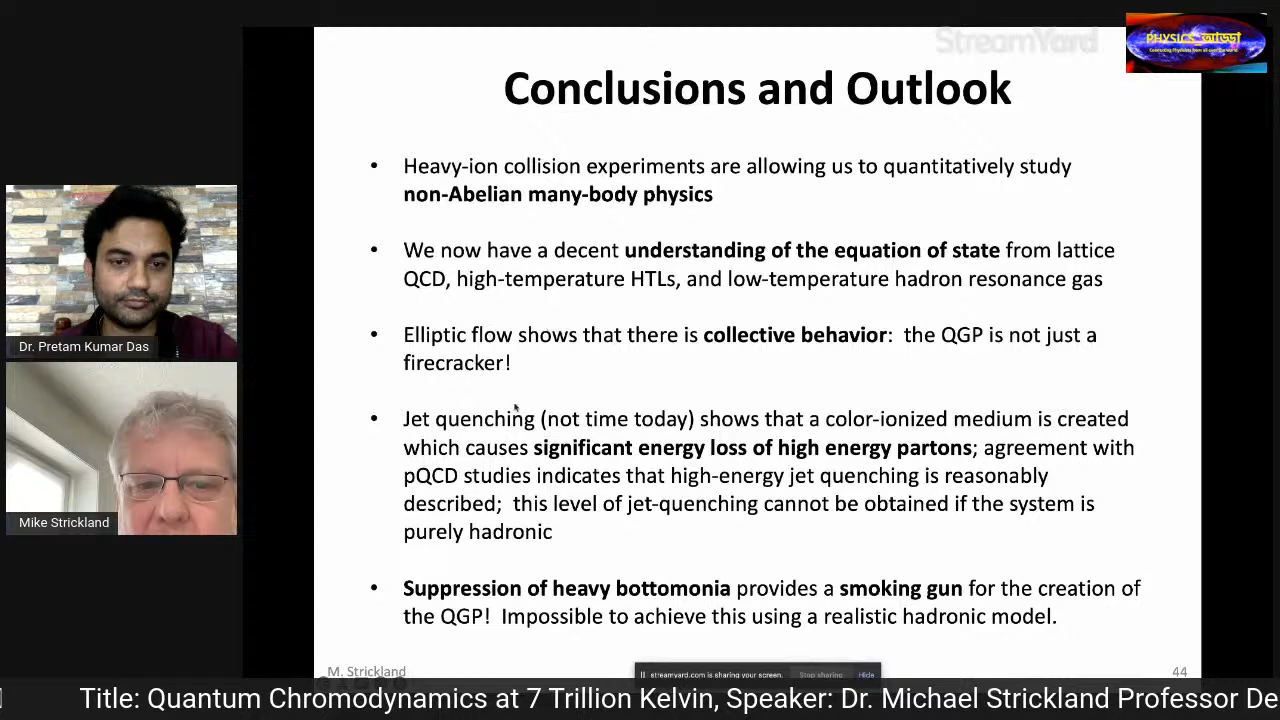 StreamYard
PHYSICS_আড্ডা
Connecting Physicists from all over the world
Conclusions and Outlook
• Heavy-ion collision experiments are allowing us to quantitatively study
non-Abelian many-body physics
• We now have a decent understanding of the equation of state from lattice
QCD, high-temperature HTLs, and low-temperature hadron resonance gas
• Elliptic flow shows that there is collective behavior: the QGP is not just a
firecracker!
• Jet quenching (not time today) shows that a color-ionized medium is created
which causes significant energy loss of high energy partons; agreement with
pQCD studies indicates that high-energy jet quenching is reasonably
described; this level of jet-quenching cannot be obtained if the system is
purely hadronic
• Suppression of heavy bottomonia provides a smoking gun for the creation of
the QGP! Impossible to achieve this using a realistic hadronic model.
Dr. Pretam Kumar Das
Mike Strickland
M. Strickland
streamyard.com is sharing your screen.
Stop sharing
Hide
44
Title: Quantum Chromodynamics at 7 Trillion Kelvin, Speaker: Dr. Michael Strickland Professor De